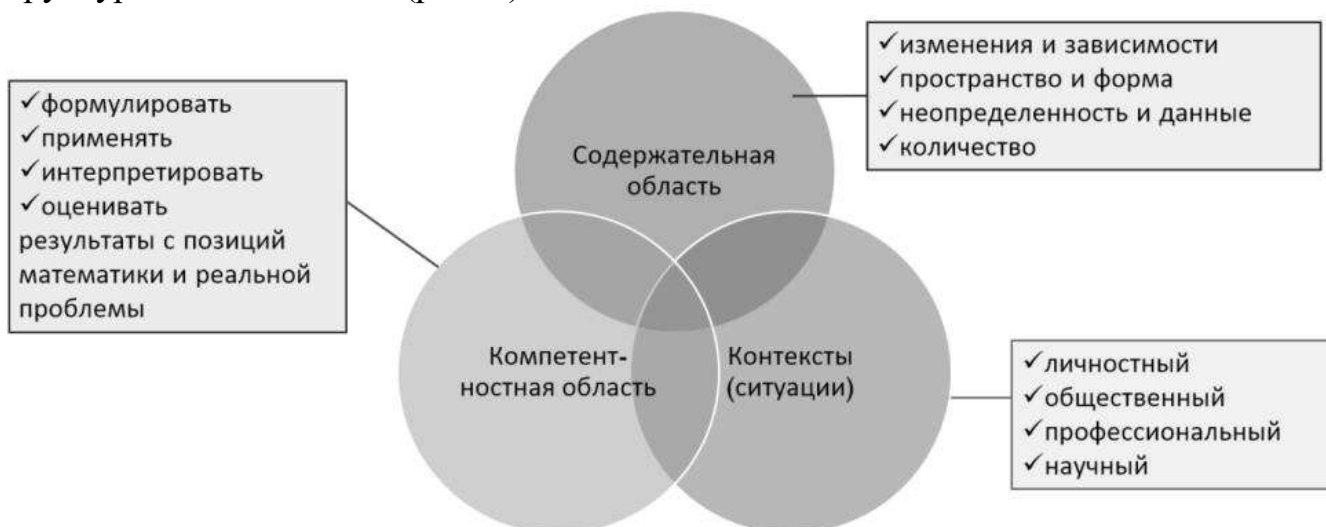 ✓формулировать
✓применять
✓интерпретировать
✓оценивать
результаты с позиций
математики и реальной
проблемы
Содержательная
область
✓изменения и зависимости
✓пространство и форма
✓неопределенность и данные
✓количество
Компетент-
ностная область
Контексты
(ситуации)
✓личностный
✓общественный
✓профессиональный
✓научный